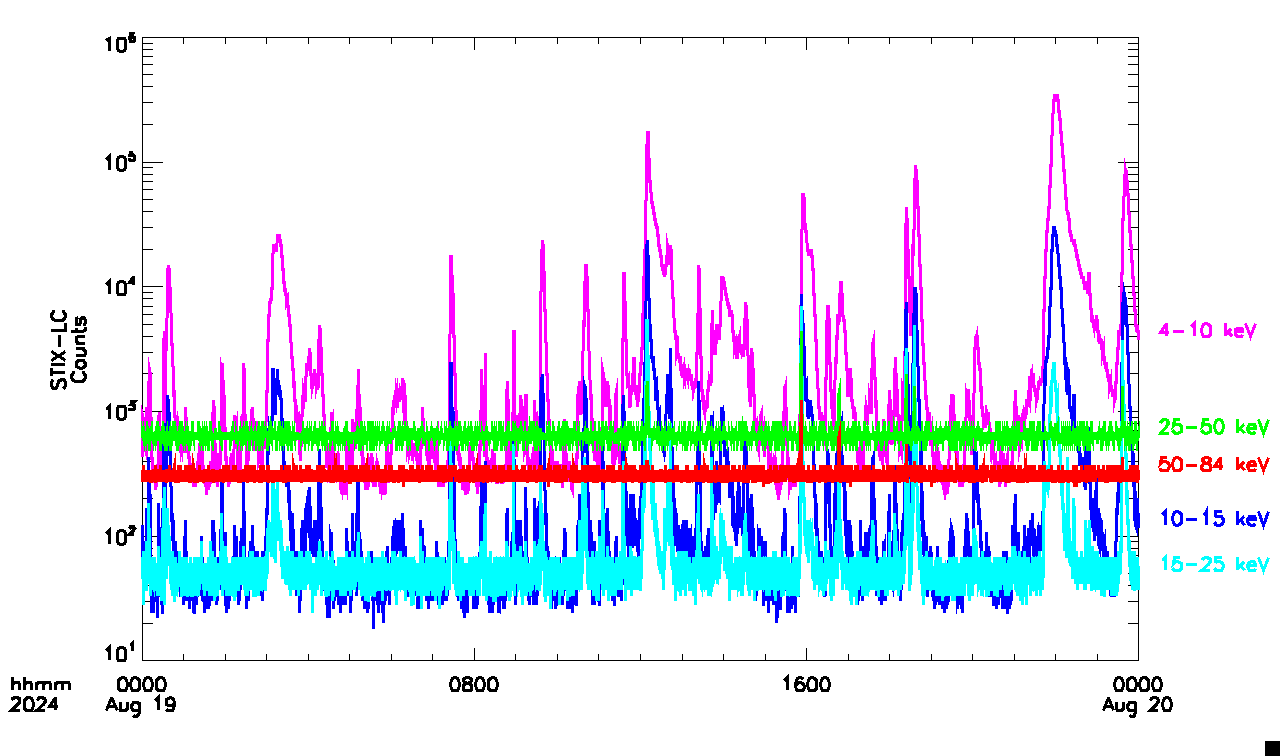 10⁶
10⁵
10⁴
10³
10²
10¹
STIX-LC
Counts
4-10 keV
25-50 keV
50-84 keV
10-15 keV
15-25 keV
hhmm 0000 0800 1600 0000
2024 Aug 19 Aug 20